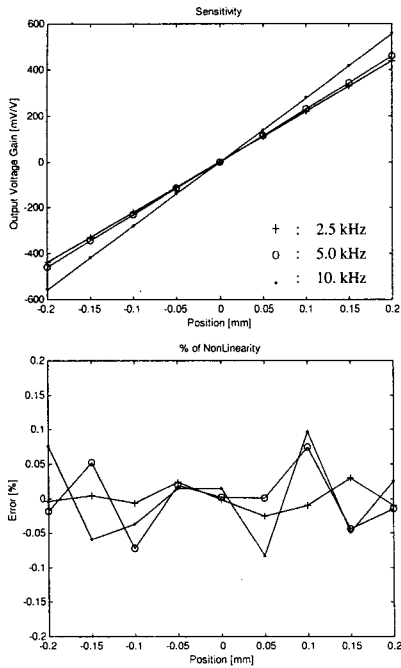 Sensitivity
600
400
200
0
-200
-400
-600
Output Voltage Gain [mV/V]
+ : 2.5 kHz
o : 5.0 kHz
. : 10. kHz
-0.2 -0.15 -0.1 -0.05 0 0.05 0.1 0.15 0.2
Position [mm]
% of NonLinearity
0.2
0.15
0.1
0.05
0
-0.05
-0.1
-0.15
-0.2
Error [%]
-0.2 -0.15 -0.1 -0.05 0 0.05 0.1 0.15 0.2
Position [mm]